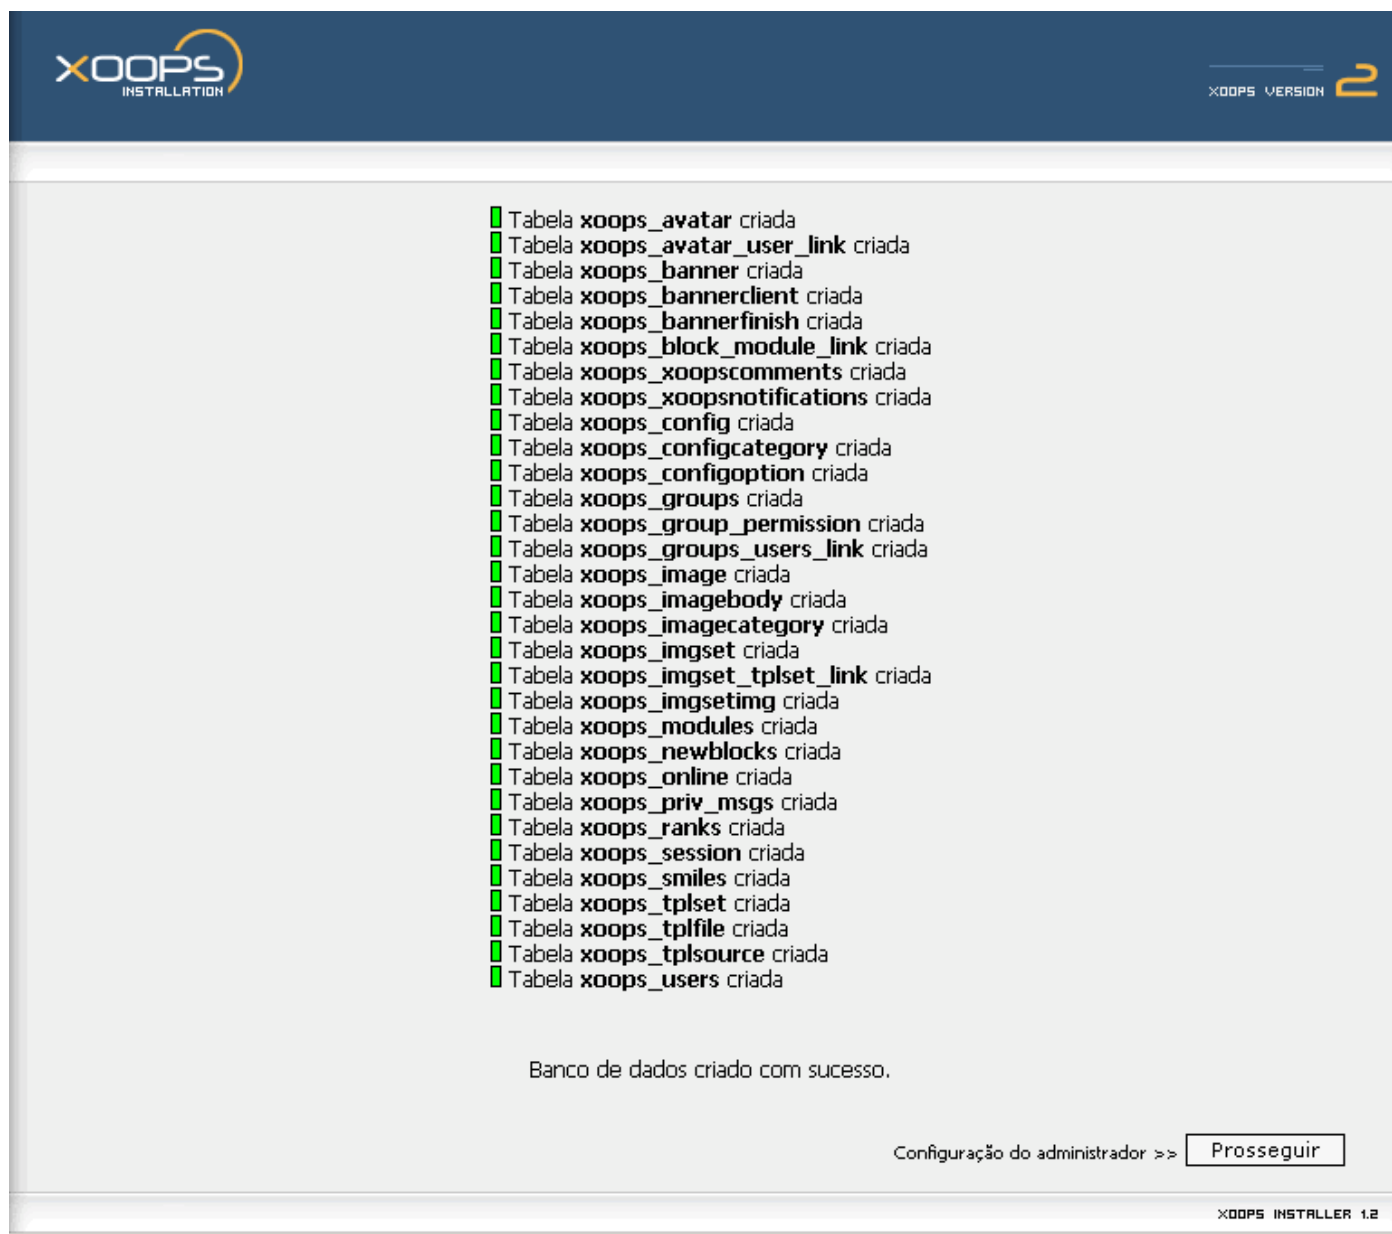 XOOPS
INSTALLATION
XOOPS VERSION 2
Tabela xoops_avatar criada
Tabela xoops_avatar_user_link criada
Tabela xoops_banner criada
Tabela xoops_bannerclient criada
Tabela xoops_bannerfinish criada
Tabela xoops_block_module_link criada
Tabela xoops_xoopscomments criada
Tabela xoops_xoopsnotifications criada
Tabela xoops_config criada
Tabela xoops_configcategory criada
Tabela xoops_configoption criada
Tabela xoops_groups criada
Tabela xoops_group_permission criada
Tabela xoops_groups_users_link criada
Tabela xoops_image criada
Tabela xoops_imagebody criada
Tabela xoops_imagecategory criada
Tabela xoops_imgset criada
Tabela xoops_imgset_tplset_link criada
Tabela xoops_imgsetimg criada
Tabela xoops_modules criada
Tabela xoops_newblocks criada
Tabela xoops_online criada
Tabela xoops_priv_msgs criada
Tabela xoops_ranks criada
Tabela xoops_session criada
Tabela xoops_smiles criada
Tabela xoops_tplset criada
Tabela xoops_tplfile criada
Tabela xoops_tplsource criada
Tabela xoops_users criada
Banco de dados criado com sucesso.
Configuração do administrador >> Prosseguir
XOOPS INSTALLER 1.2